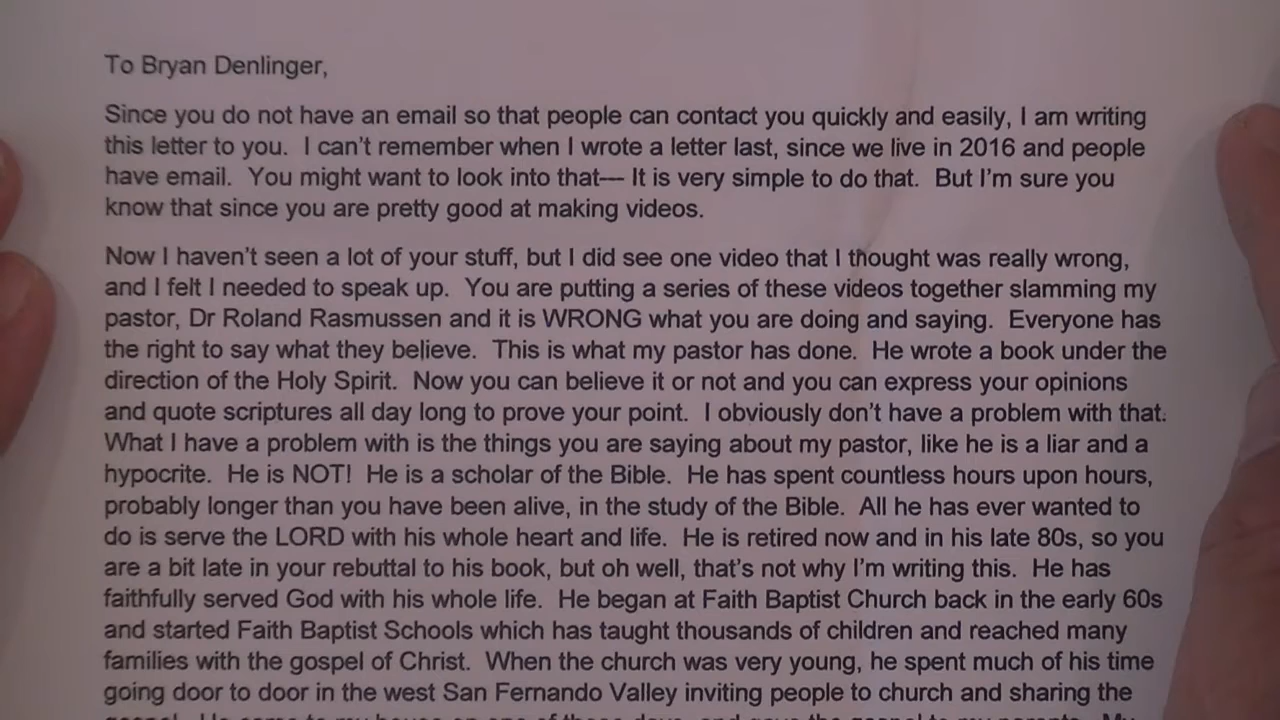 To Bryan Denlinger,
Since you do not have an email so that people can contact you quickly and easily, I am writing
this letter to you.  I can't remember when I wrote a letter last, since we live in 2016 and people
have email.  You might want to look into that— It is very simple to do that.  But I'm sure you
know that since you are pretty good at making videos.
Now I haven't seen a lot of your stuff, but I did see one video that I thought was really wrong,
and I felt I needed to speak up.  You are putting a series of these videos together slamming my
pastor, Dr Roland Rasmussen and it is WRONG what you are doing and saying.  Everyone has
the right to say what they believe.  This is what my pastor has done.  He wrote a book under the
direction of the Holy Spirit.  Now you can believe it or not and you can express your opinions
and quote scriptures all day long to prove your point.  I obviously don't have a problem with that.
What I have a problem with is the things you are saying about my pastor, like he is a liar and a
hypocrite.  He is NOT!  He is a scholar of the Bible.  He has spent countless hours upon hours,
probably longer than you have been alive, in the study of the Bible.  All he has ever wanted to
do is serve the LORD with his whole heart and life.  He is retired now and in his late 80s, so you
are a bit late in your rebuttal to his book, but oh well, that's not why I'm writing this.  He has
faithfully served God with his whole life.  He began at Faith Baptist Church back in the early 60s
and started Faith Baptist Schools which has taught thousands of children and reached many
families with the gospel of Christ.  When the church was very young, he spent much of his time
going door to door in the west San Fernando Valley inviting people to church and sharing the